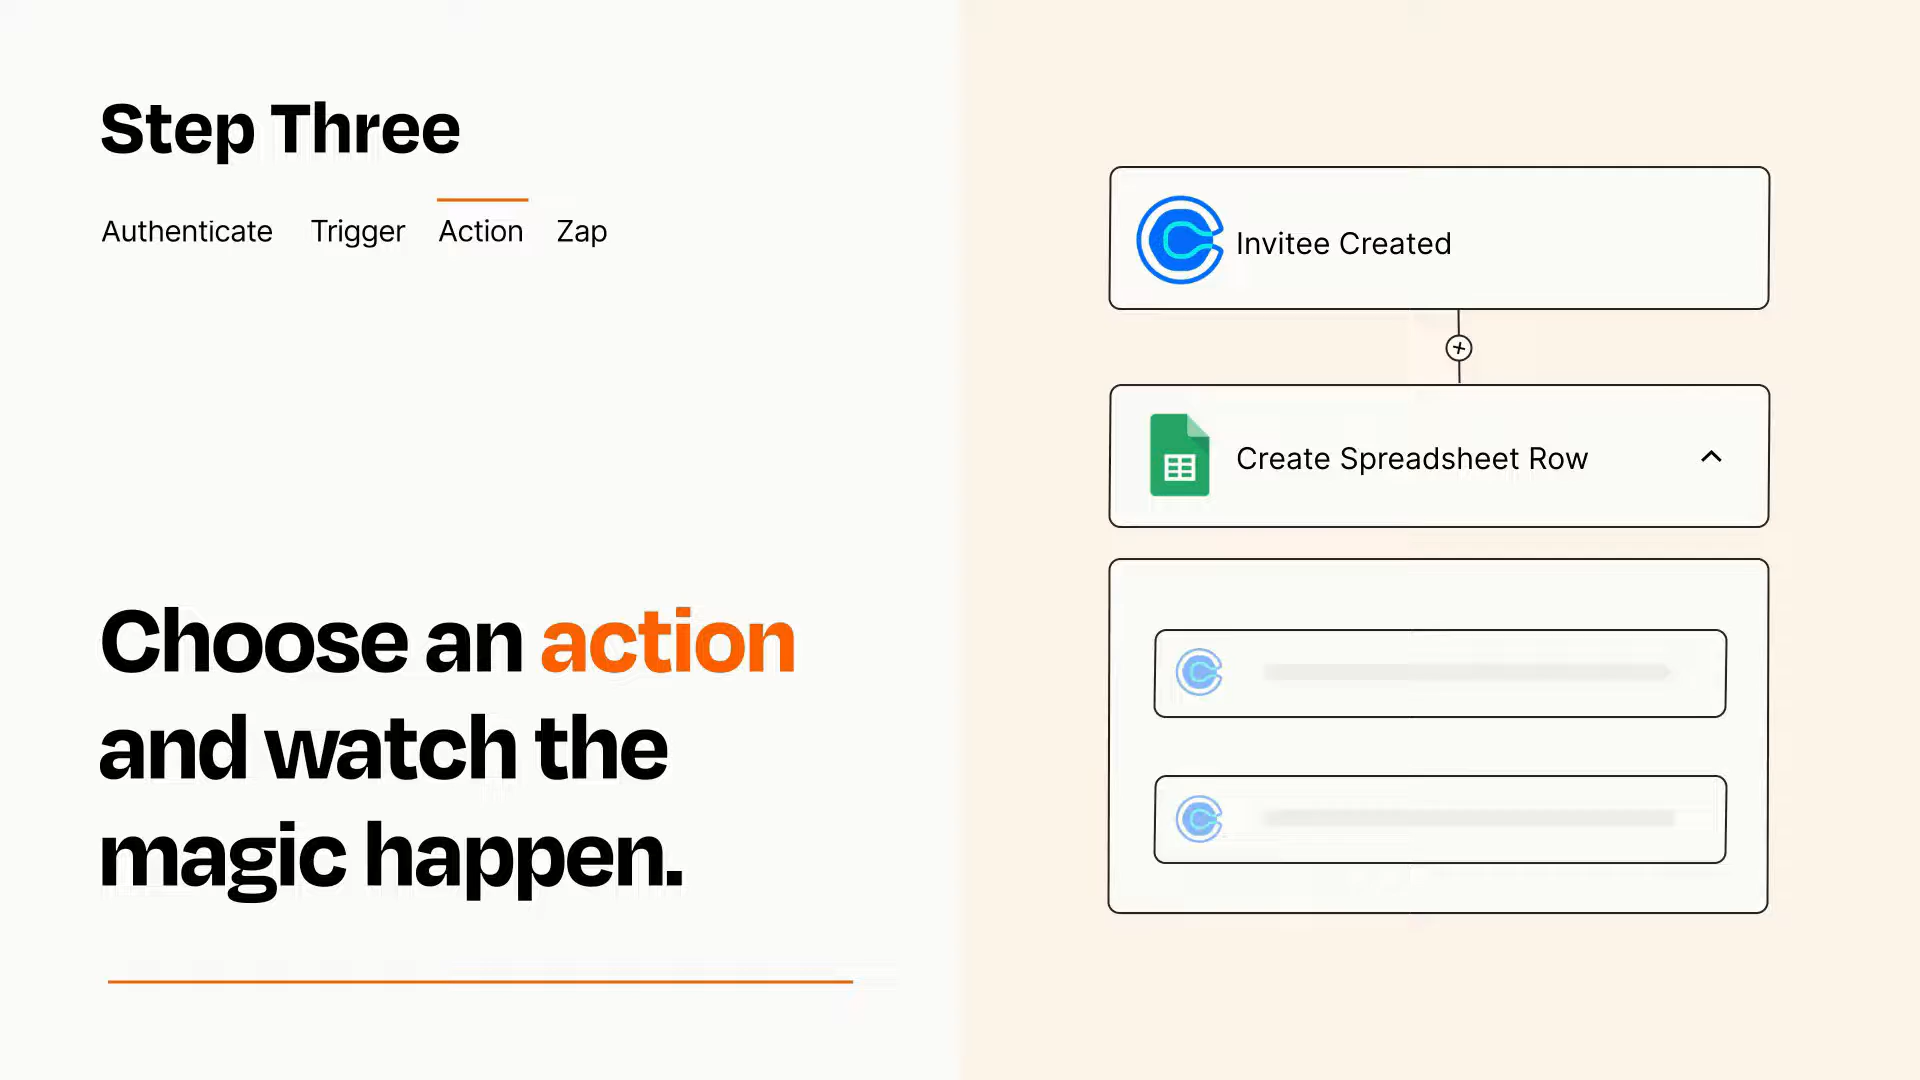 Step Three
Authenticate Trigger Action Zap
Choose an action
and watch the
magic happen.
Invitee Created
Create Spreadsheet Row